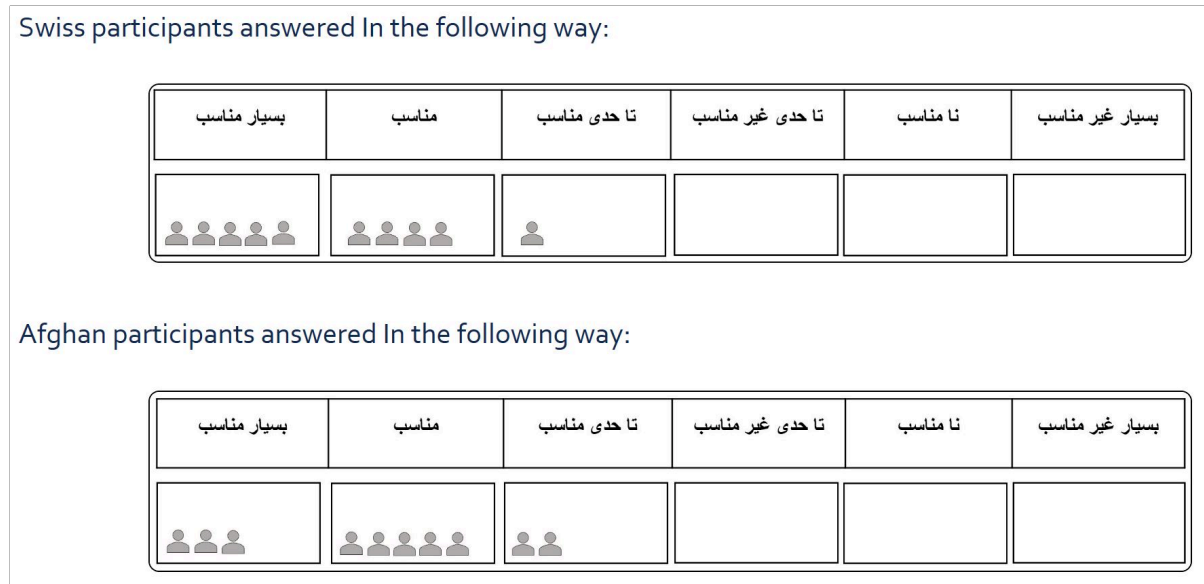 Swiss participants answered In the following way:
بسیار مناسب مناسب تا حدی مناسب تا حدی غیر مناسب نا مناسب بسیار غیر مناسب
Afghan participants answered In the following way:
بسیار مناسب مناسب تا حدی مناسب تا حدی غیر مناسب نا مناسب بسیار غیر مناسب